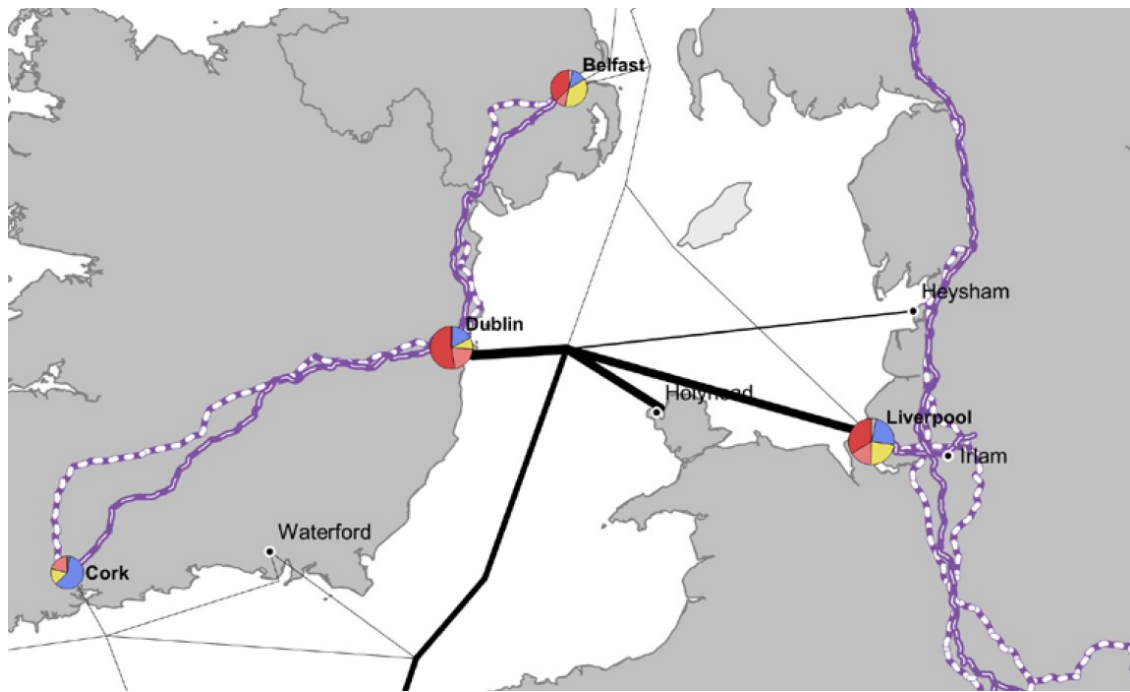 Belfast
Heysham
Dublin
Holyhead
Liverpool
Irlam
Waterford
Cork